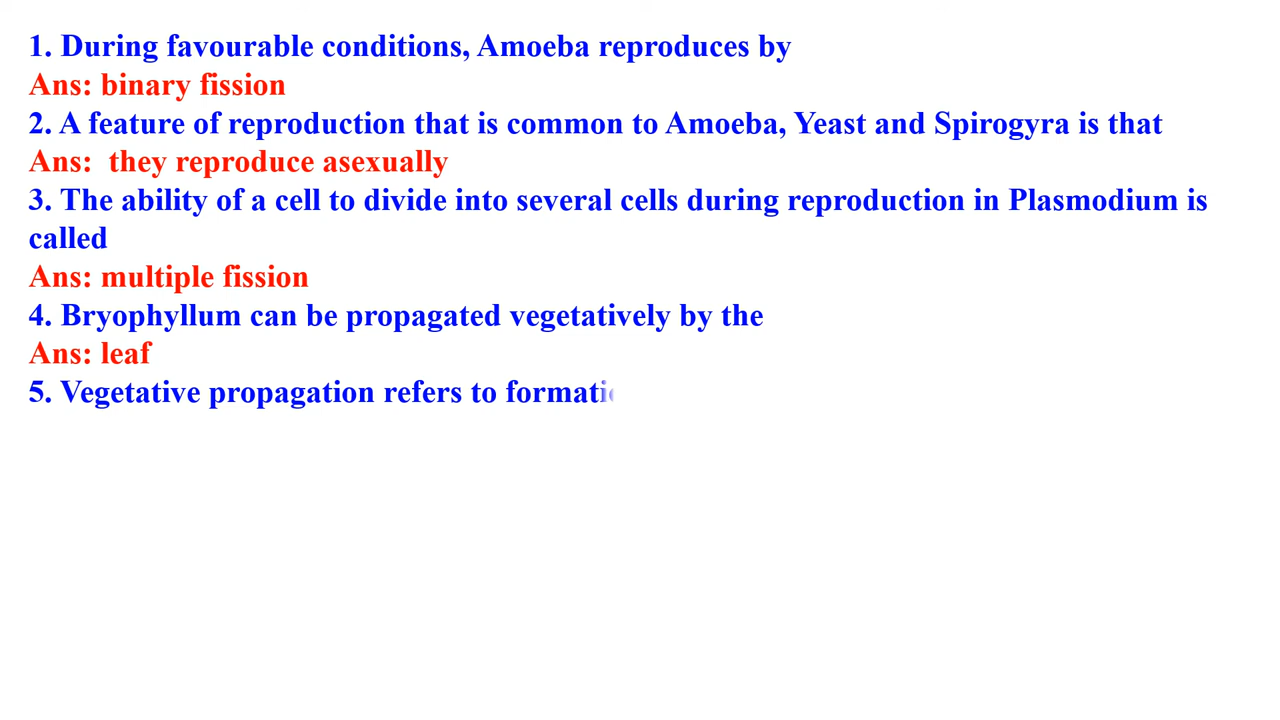 1. During favourable conditions, Amoeba reproduces by
Ans: binary fission
2. A feature of reproduction that is common to Amoeba, Yeast and Spirogyra is that
Ans:  they reproduce asexually
3. The ability of a cell to divide into several cells during reproduction in Plasmodium is
called
Ans: multiple fission
4. Bryophyllum can be propagated vegetatively by the
Ans: leaf
5. Vegetative propagation refers to